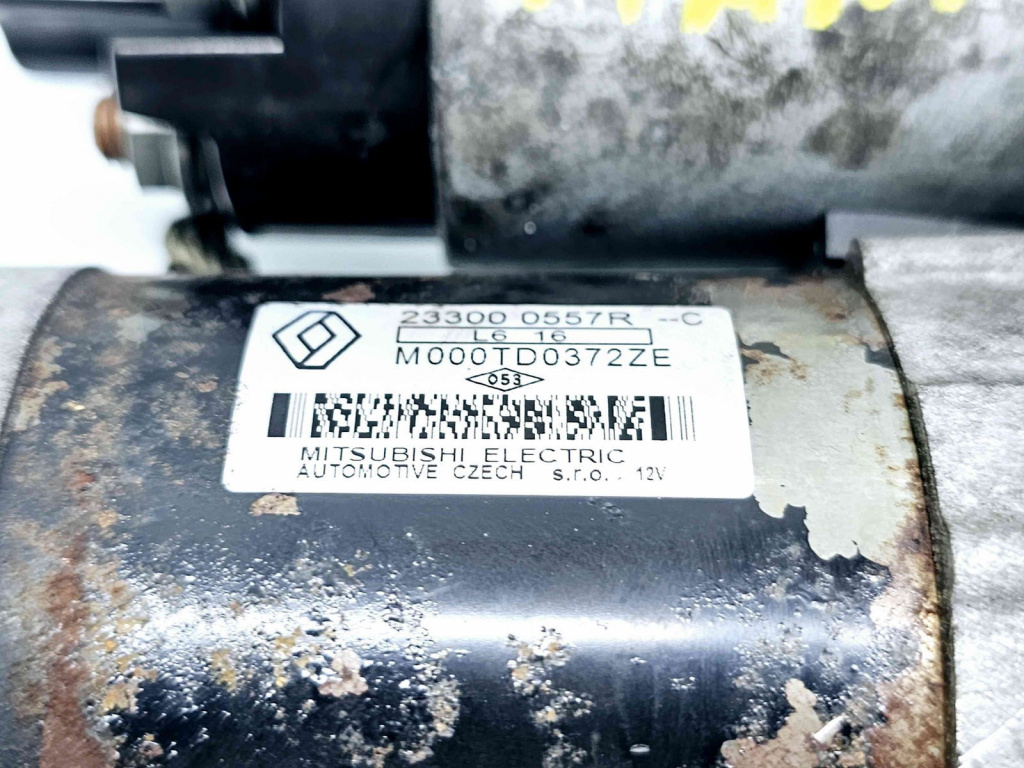 23300 0557R --C
L6 16
M000TD0372ZE
053
MITSUBISHI ELECTRIC
AUTOMOTIVE CZECH s.r.o. 12V